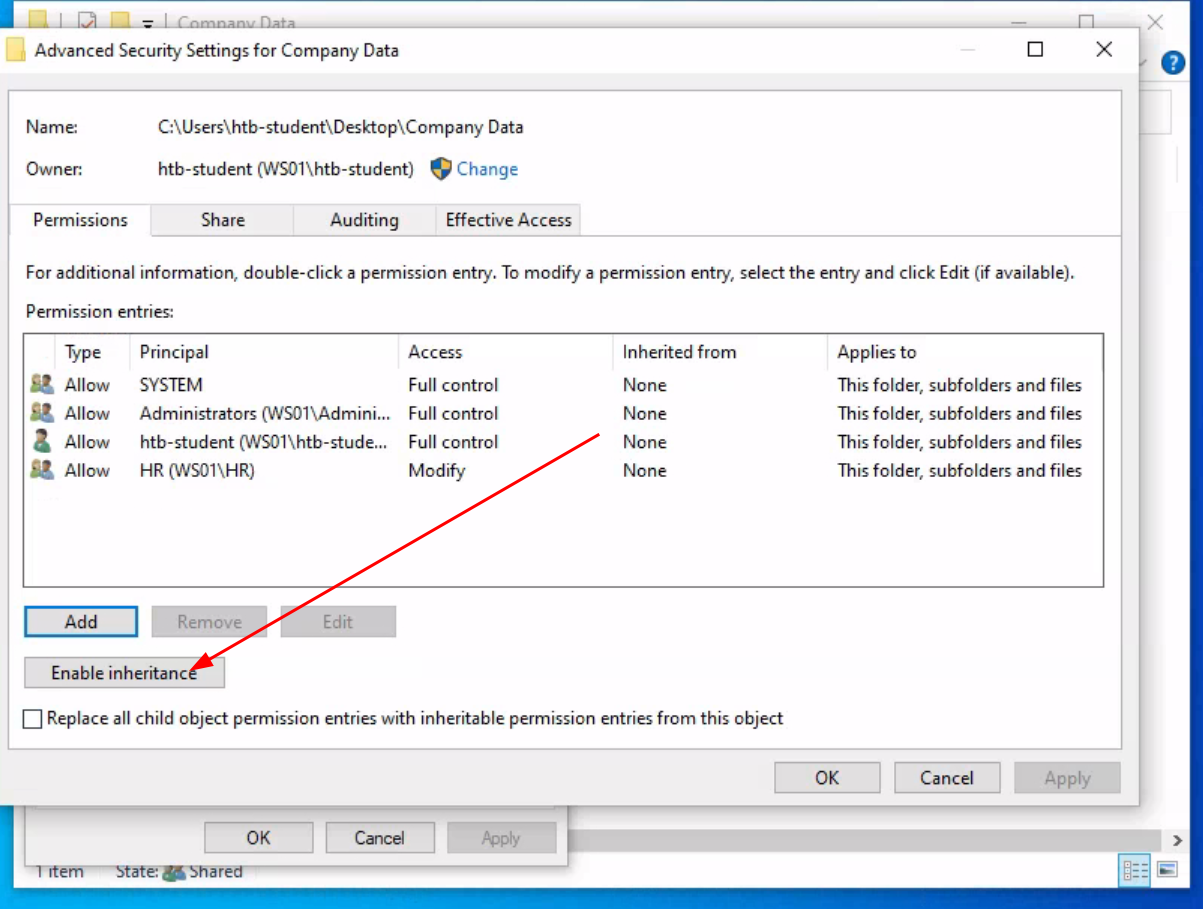 Company Data
Advanced Security Settings for Company Data
?
Name: C:\Users\htb-student\Desktop\Company Data
Owner: htb-student (WS01\htb-student) Change
Permissions Share Auditing Effective Access
For additional information, double-click a permission entry. To modify a permission entry, select the entry and click Edit (if available).
Permission entries:
Type Principal Access Inherited from Applies to
Allow SYSTEM Full control None This folder, subfolders and files
Allow Administrators (WS01\Admini... Full control None This folder, subfolders and files
Allow htb-student (WS01\htb-stude... Full control None This folder, subfolders and files
Allow HR (WS01\HR) Modify None This folder, subfolders and files
Add Remove Edit
Enable inheritance
Replace all child object permission entries with inheritable permission entries from this object
OK Cancel Apply
OK Cancel Apply
1 item State: Shared